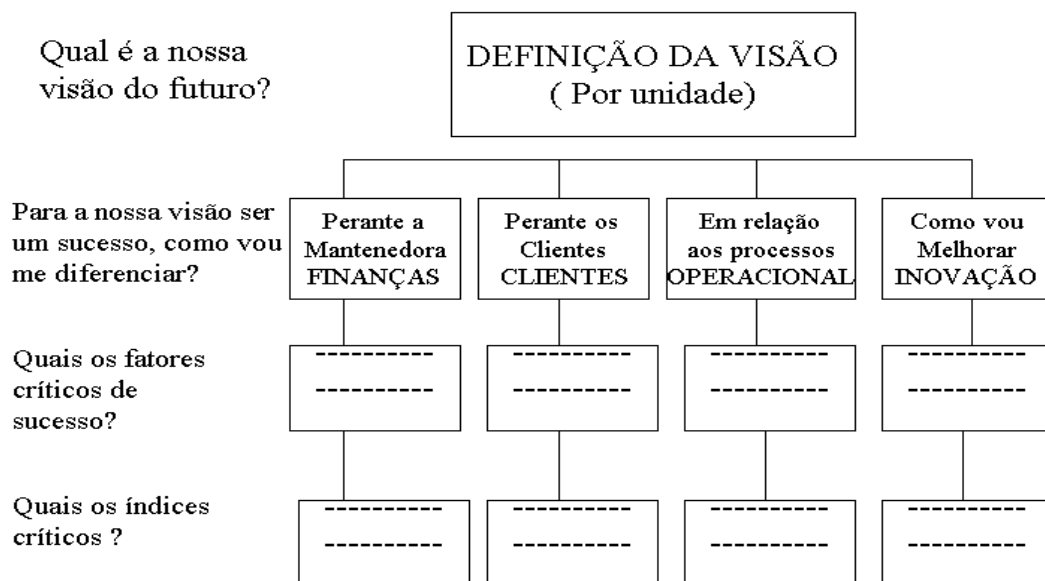 Qual é a nossa
visão do futuro?
DEFINIÇÃO DA VISÃO
( Por unidade)
Para a nossa visão ser
um sucesso, como vou
me diferenciar?
Perante a
Mantenedora
FINANÇAS
Perante os
Clientes
CLIENTES
Em relação
aos processos
OPERACIONAL
Como vou
Melhorar
INOVAÇÃO
Quais os fatores
críticos de
sucesso?
----------
----------
----------
----------
----------
----------
----------
----------
Quais os índices
críticos ?
----------
----------
----------
----------
----------
----------
----------
----------